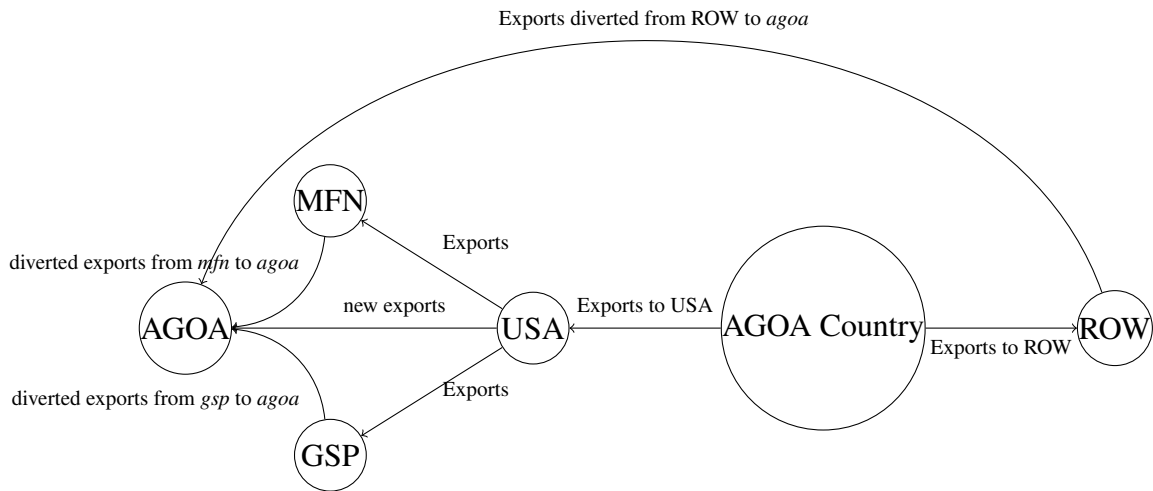 Exports diverted from ROW to agoa
MFN
Exports
diverted exports from mfn to agoa
new exports
Exports to USA
AGOA
USA
AGOA Country
ROW
Exports to ROW
diverted exports from gsp to agoa
Exports
GSP